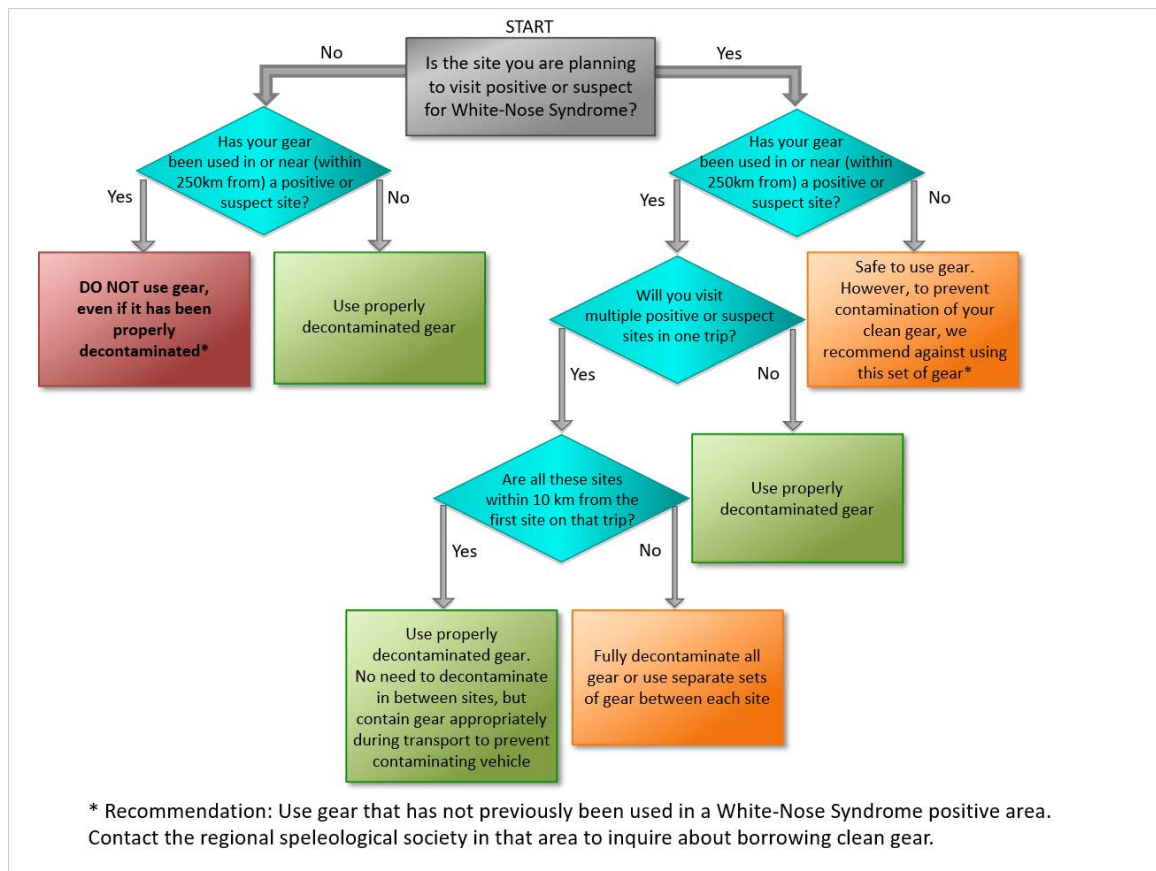 START
No
Yes
Is the site you are planning
to visit positive or suspect
for White-Nose Syndrome?
Has your gear
been used in or near (within
250km from) a positive or
suspect site?
Has your gear
been used in or near (within
250km from) a positive or
suspect site?
Yes
No
Yes
No
DO NOT use gear,
even if it has been
properly
decontaminated*
Use properly
decontaminated gear
Will you visit
multiple positive or suspect
sites in one trip?
Safe to use gear.
However, to prevent
contamination of your
clean gear, we
recommend against using
this set of gear*
Yes
No
Are all these sites
within 10 km from the
first site on that trip?
Use properly
decontaminated gear
Yes
No
Use properly
decontaminated gear.
No need to decontaminate
in between sites, but
contain gear appropriately
during transport to prevent
contaminating vehicle
Fully decontaminate all
gear or use separate sets
of gear between each site
* Recommendation: Use gear that has not previously been used in a White-Nose Syndrome positive area.
Contact the regional speleological society in that area to inquire about borrowing clean gear.